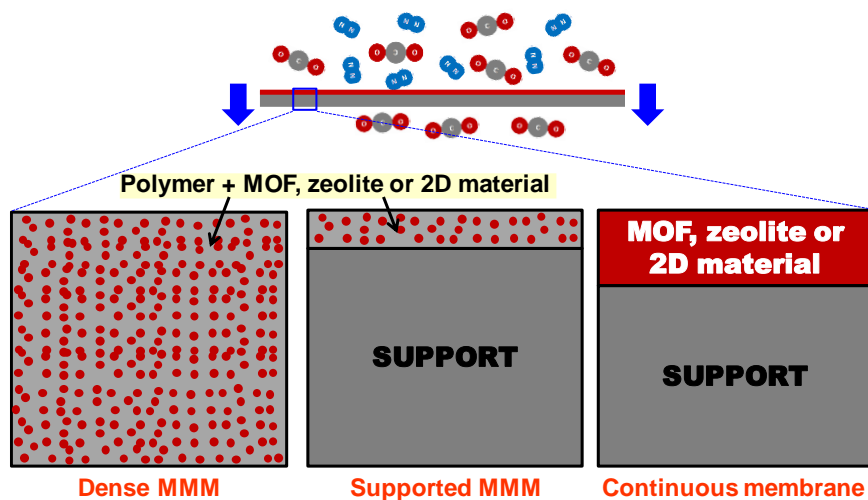 N N
N N
O C O
O C O
O C O
N N
O C O
N N
N N
O C O
N N
N N
O C O
O C O
O C O
Polymer + MOF, zeolite or 2D material
MOF, zeolite or
2D material
SUPPORT
SUPPORT
Dense MMM
Supported MMM
Continuous membrane